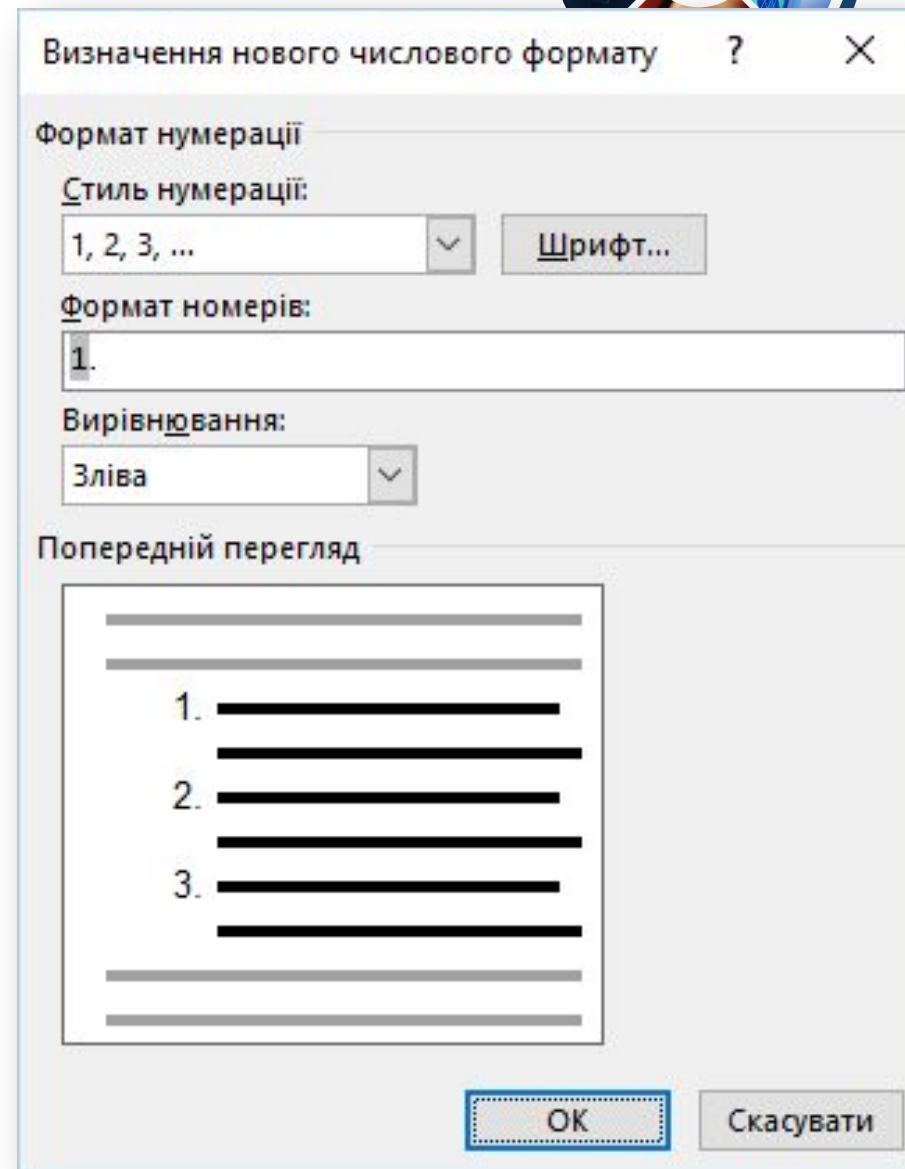 Визначення нового числового формату ?
Формат нумерації
Стиль нумерації:
1, 2, 3, ... Шрифт...
Формат номерів:
1.
Вирівнювання:
Зліва
Попередній перегляд
1.
2.
3.
ОК Скасувати